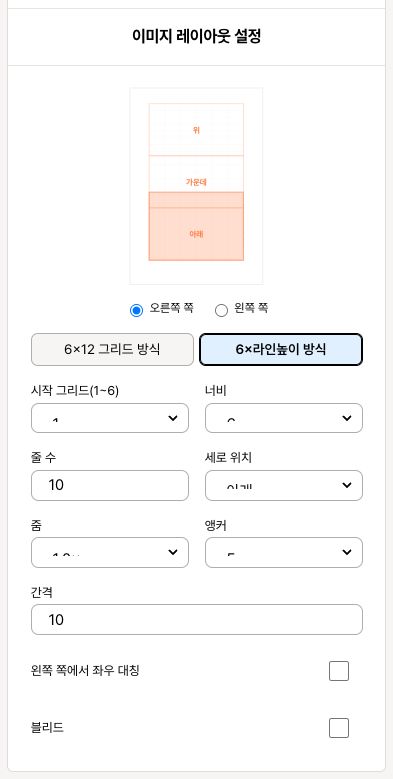 이미지 레이아웃 설정
위
가운데
아래
오른쪽 쪽
왼쪽 쪽
6×12 그리드 방식
6×라인높이 방식
시작 그리드(1~6)
너비
줄 수
세로 위치
10
줌
앵커
간격
10
왼쪽 쪽에서 좌우 대칭
블리드